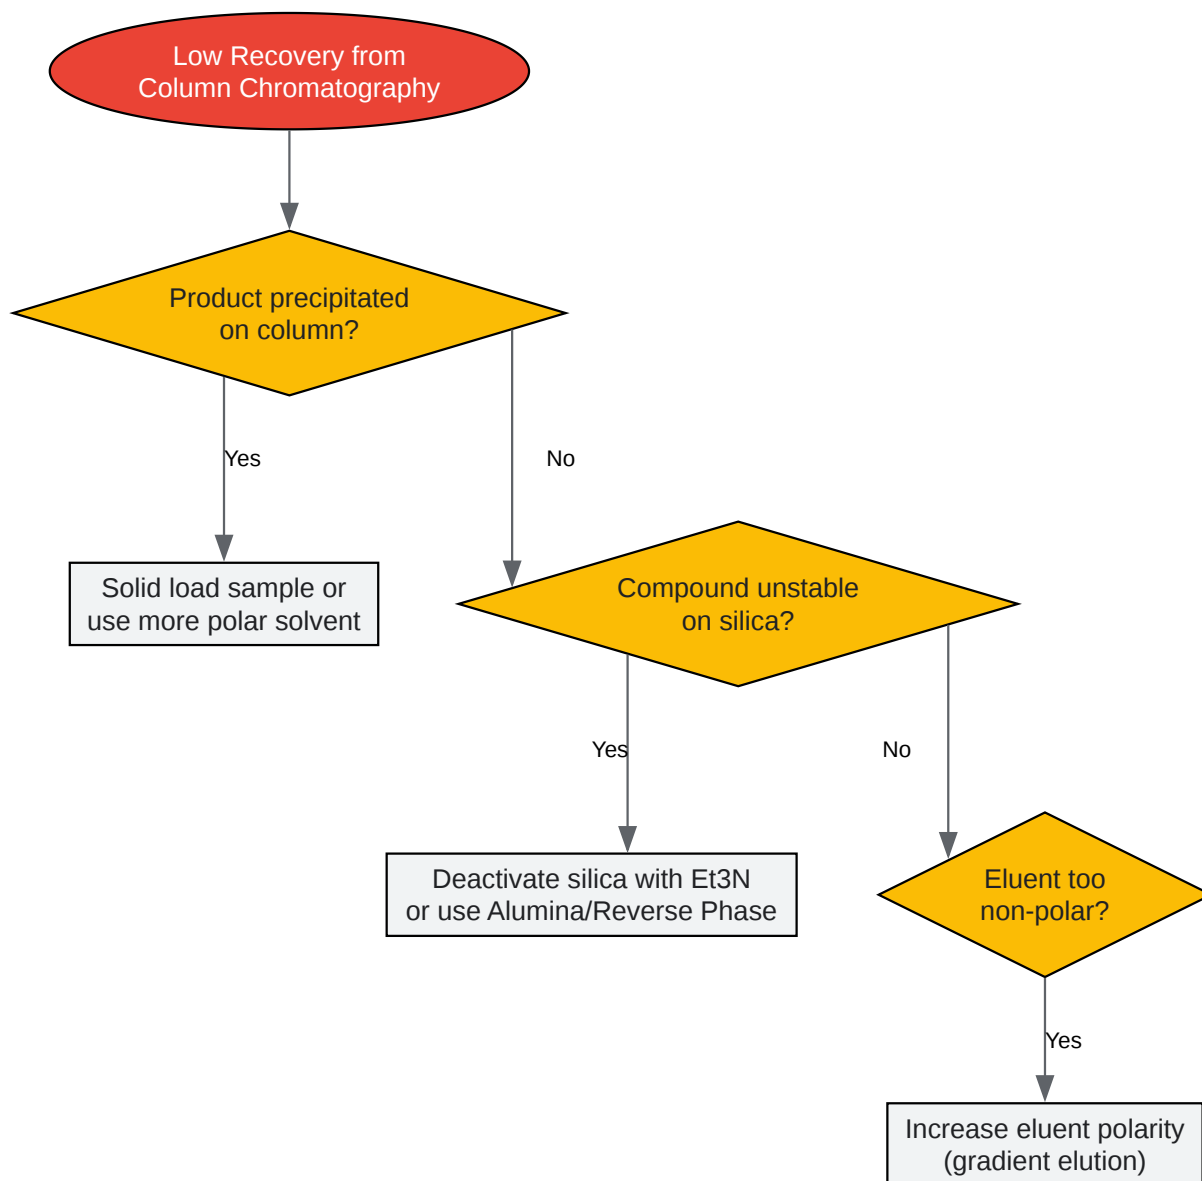 Low Recovery from
Column Chromatography
Product precipitated
on column?
Yes
No
Solid load sample or
use more polar solvent
Compound unstable
on silica?
Yes
No
Deactivate silica with Et3N
or use Alumina/Reverse Phase
Eluent too
non-polar?
Yes
Increase eluent polarity
(gradient elution)